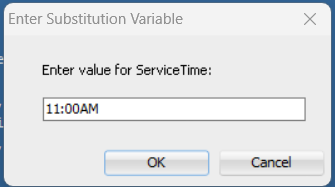 Enter Substitution Variable
Enter value for ServiceTime:
11:00AM
OK
Cancel